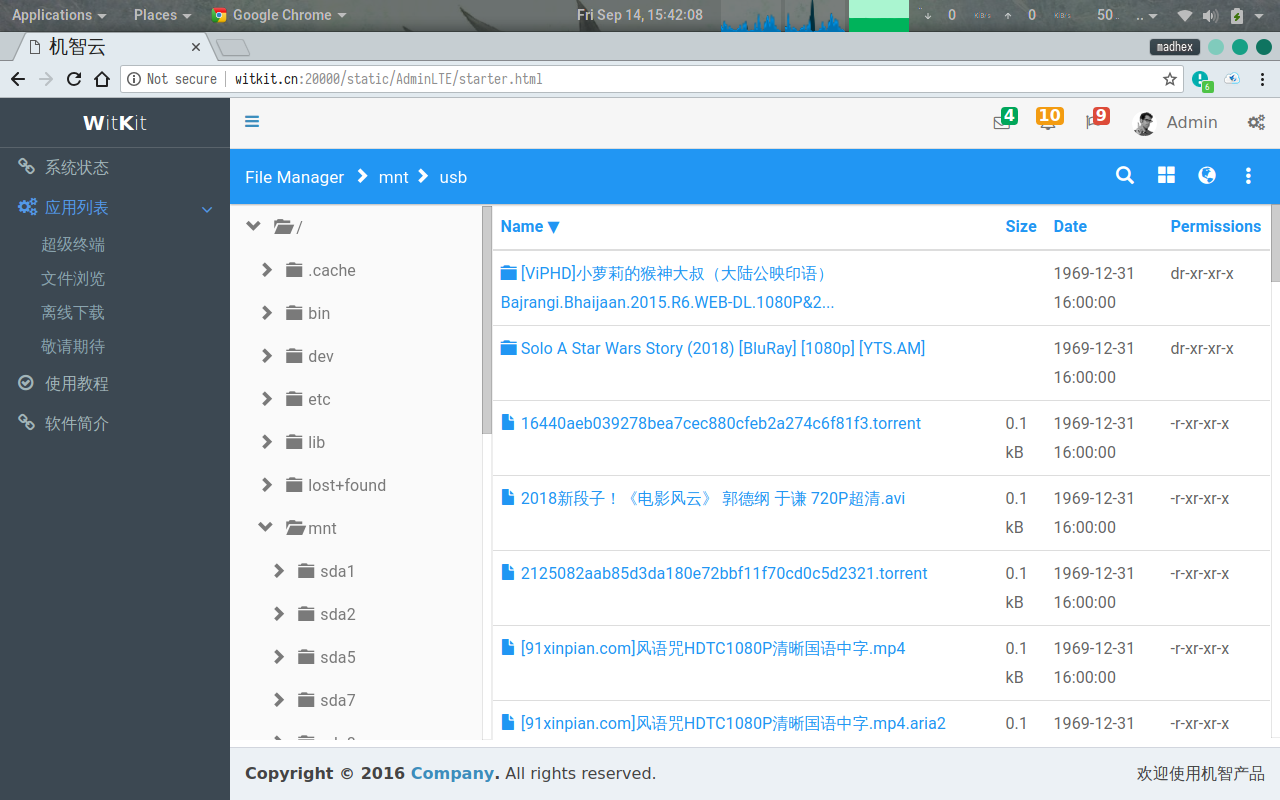 Applications Places Google Chrome Fri Sep 14, 15:42:08 0 0 50.. ..
机智云
madhex
Not secure witkit.cn:20000/static/AdminLTE/starter.html 6
WitKit 4 10 9 Admin
系统状态
应用列表
超级终端
文件浏览
离线下载
敬请期待
使用教程
软件简介
File Manager mnt usb
/
.cache
bin
dev
etc
lib
lost+found
mnt
sda1
sda2
sda5
sda7
Name Size Date Permissions
[ViPHD]小萝莉的猴神大叔（大陆公映印语） 1969-12-31 dr-xr-xr-x
Bajrangi.Bhaijaan.2015.R6.WEB-DL.1080P&2... 16:00:00
Solo A Star Wars Story (2018) [BluRay] [1080p] [YTS.AM] 1969-12-31 dr-xr-xr-x
16:00:00
16440aeb039278bea7cec880cfeb2a274c6f81f3.torrent 0.1 1969-12-31 -r-xr-xr-x
kB 16:00:00
2018新段子！《电影风云》 郭德纲 于谦 720P超清.avi 0.1 1969-12-31 -r-xr-xr-x
kB 16:00:00
2125082aab85d3da180e72bbf11f70cd0c5d2321.torrent 0.1 1969-12-31 -r-xr-xr-x
kB 16:00:00
[91xinpian.com]风语咒HDTC1080P清晰国语中字.mp4 0.1 1969-12-31 -r-xr-xr-x
kB 16:00:00
[91xinpian.com]风语咒HDTC1080P清晰国语中字.mp4.aria2 0.1 1969-12-31 -r-xr-xr-x
Copyright © 2016 Company. All rights reserved. 欢迎使用机智产品